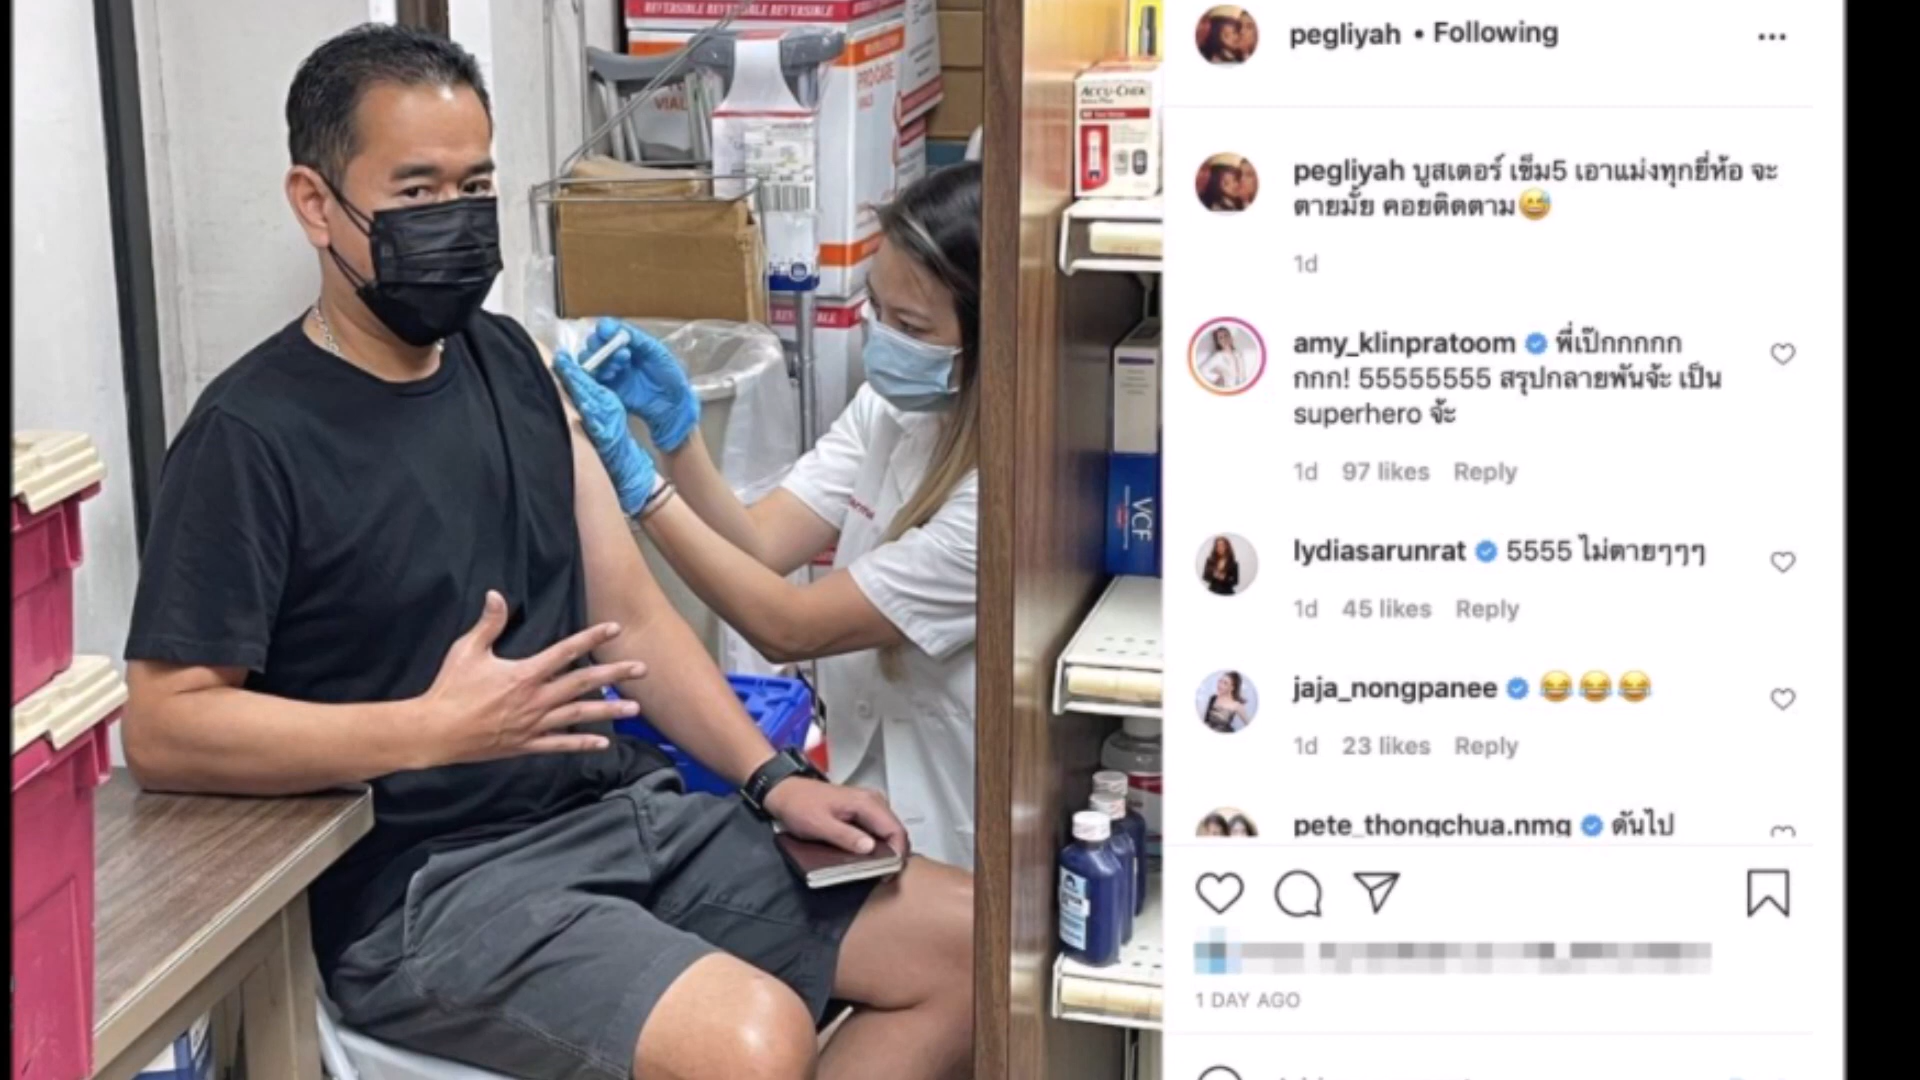 REVERSIBLE REVERSIBLE REVERSIBLE
PRO CARE
VIAL
ACCU-CHEK
VCF
pegliyah • Following
pegliyah บูสเตอร์ เข็ม5 เอาแม่งทุกยี่ห้อ จะ
ตายมั้ย คอยติดตาม😅
1d
amy_klinpratoom พี่เป๊กกกกก
กกก! 55555555 สรุปกลายพันจ้ะ เป็น
superhero จ้ะ
1d 97 likes Reply
lydiasarunrat 5555 ไม่ตายๆๆๆ
1d 45 likes Reply
jaja_nongpanee 😂😂😂
1d 23 likes Reply
pete_thongchua.nmg ดันไป
1 DAY AGO